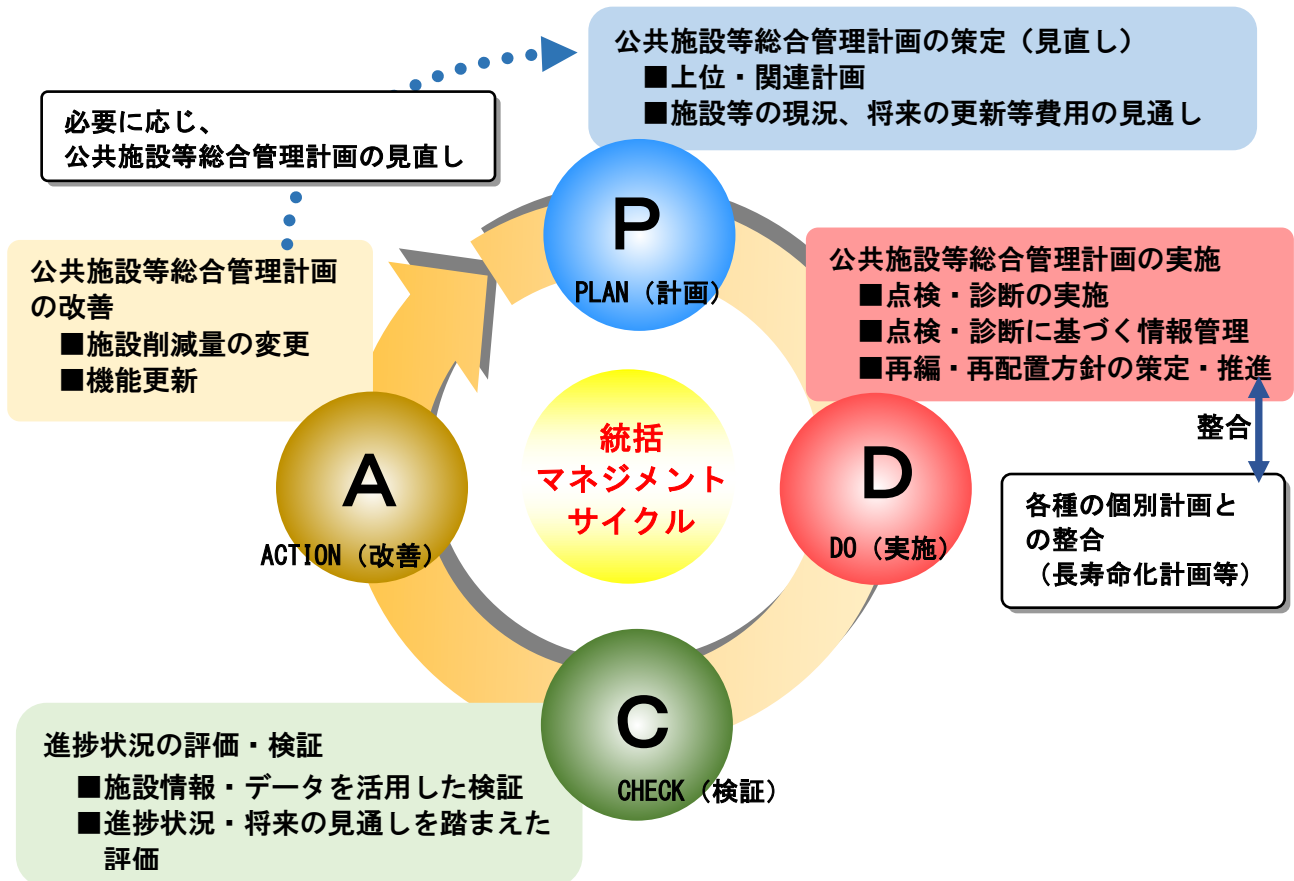 公共施設等総合管理計画の策定（見直し）
■上位・関連計画
■施設等の現況、将来の更新等費用の見通し
必要に応じ、
公共施設等総合管理計画の見直し
P
PLAN（計画）
公共施設等総合管理計画の実施
■点検・診断の実施
■点検・診断に基づく情報管理
■再編・再配置方針の策定・推進
公共施設等総合管理計画
の改善
■施設削減量の変更
■機能更新
統括
マネジメント
サイクル
整合
D
DO（実施）
各種の個別計画と
の整合
（長寿命化計画等）
A
ACTION（改善）
C
CHECK（検証）
進捗状況の評価・検証
■施設情報・データを活用した検証
■進捗状況・将来の見通しを踏まえた
評価